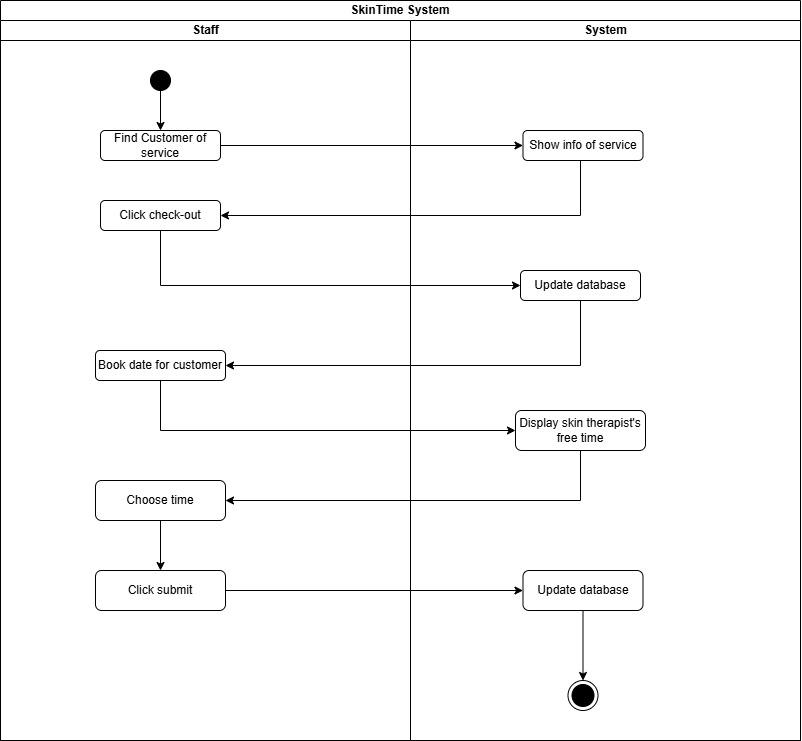 SkinTime System
Staff
System
Find Customer of
service
Show info of service
Click check-out
Update database
Book date for customer
Display skin therapist's
free time
Choose time
Click submit
Update database